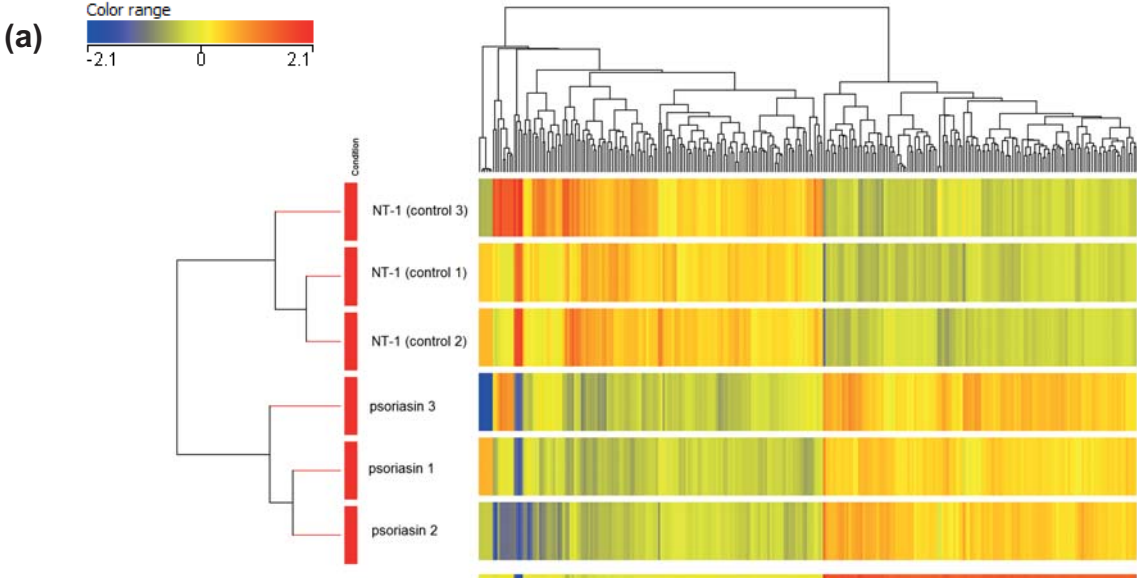 (a)
Color range
-2.1 0 2.1
Condition
NT-1 (control 3)
NT-1 (control 1)
NT-1 (control 2)
psoriasin 3
psoriasin 1
psoriasin 2